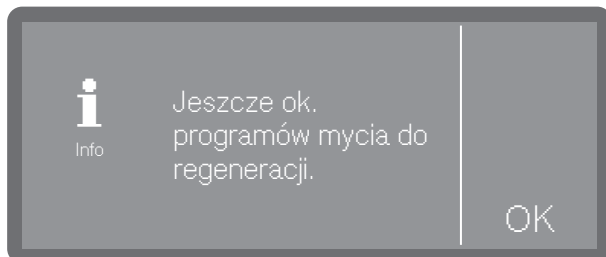 Info
Jeszcze ok.
programów mycia do
regeneracji.
OK